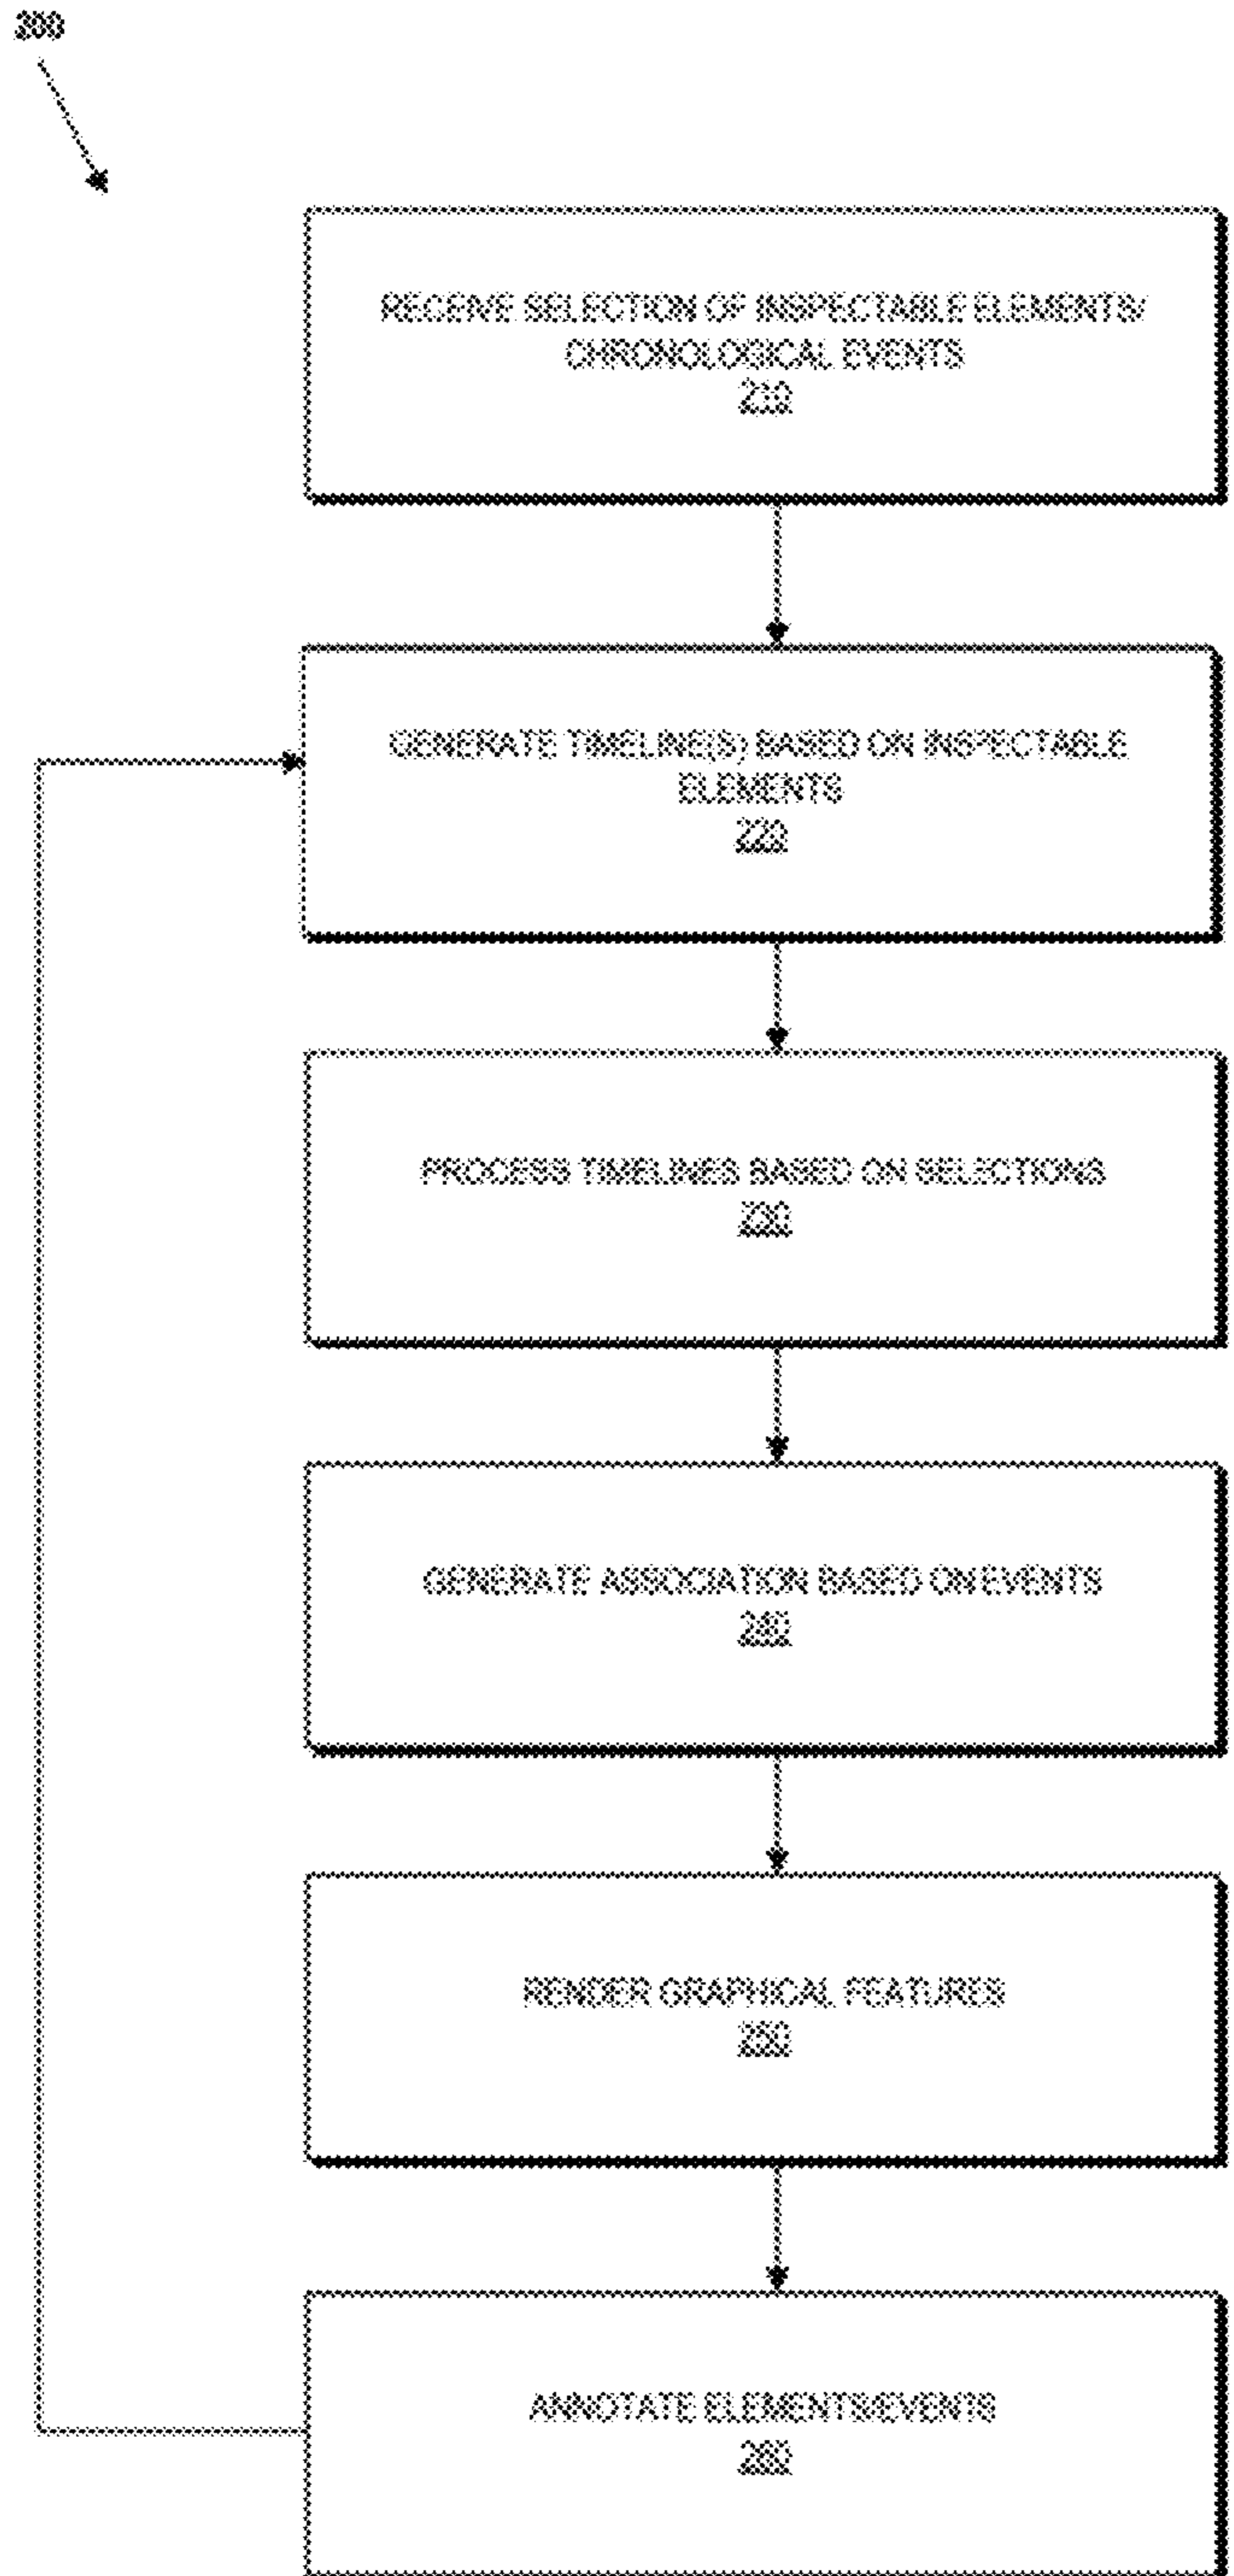 RECEIVE SELECTION OF INSPECTABLE ELEMENTS/
CHRONOLOGICAL EVENTS
210
GENERATE TIMELINE(S) BASED ON INSPECTABLE
ELEMENTS
220
PROCESS TIMELINES BASED ON SELECTIONS
230
GENERATE ASSOCIATION BASED ON EVENTS
240
RENDER GRAPHICAL FEATURES
250
ANNOTATE ELEMENTS/EVENTS
260